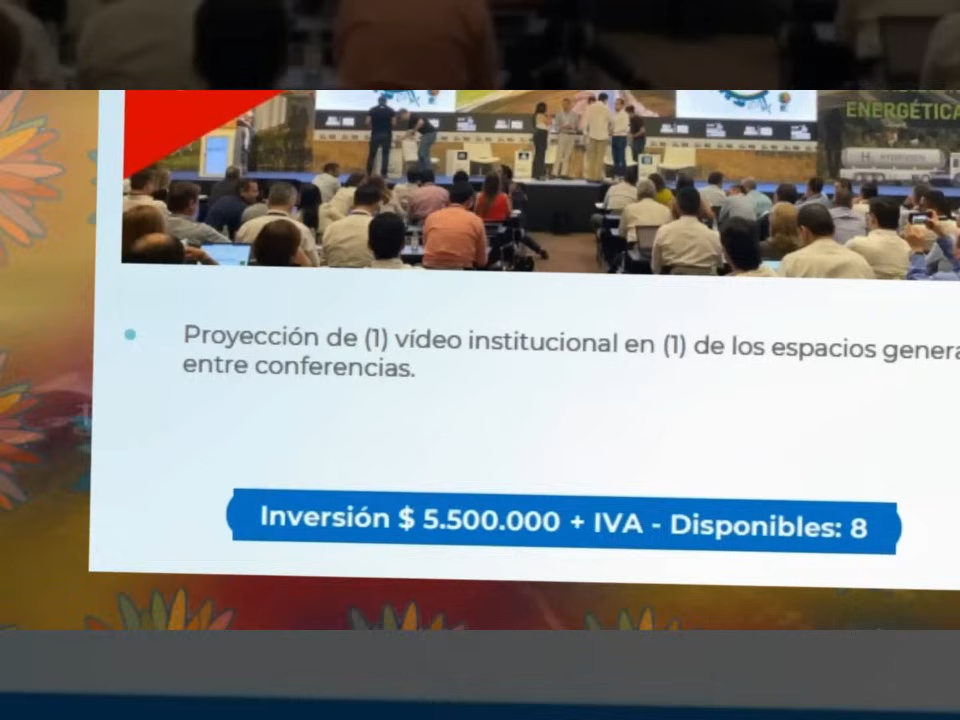 ENERGÉTICA
Proyección de (1) vídeo institucional en (1) de los espacios genera
entre conferencias.
Inversión $ 5.500.000 + IVA - Disponibles: 8